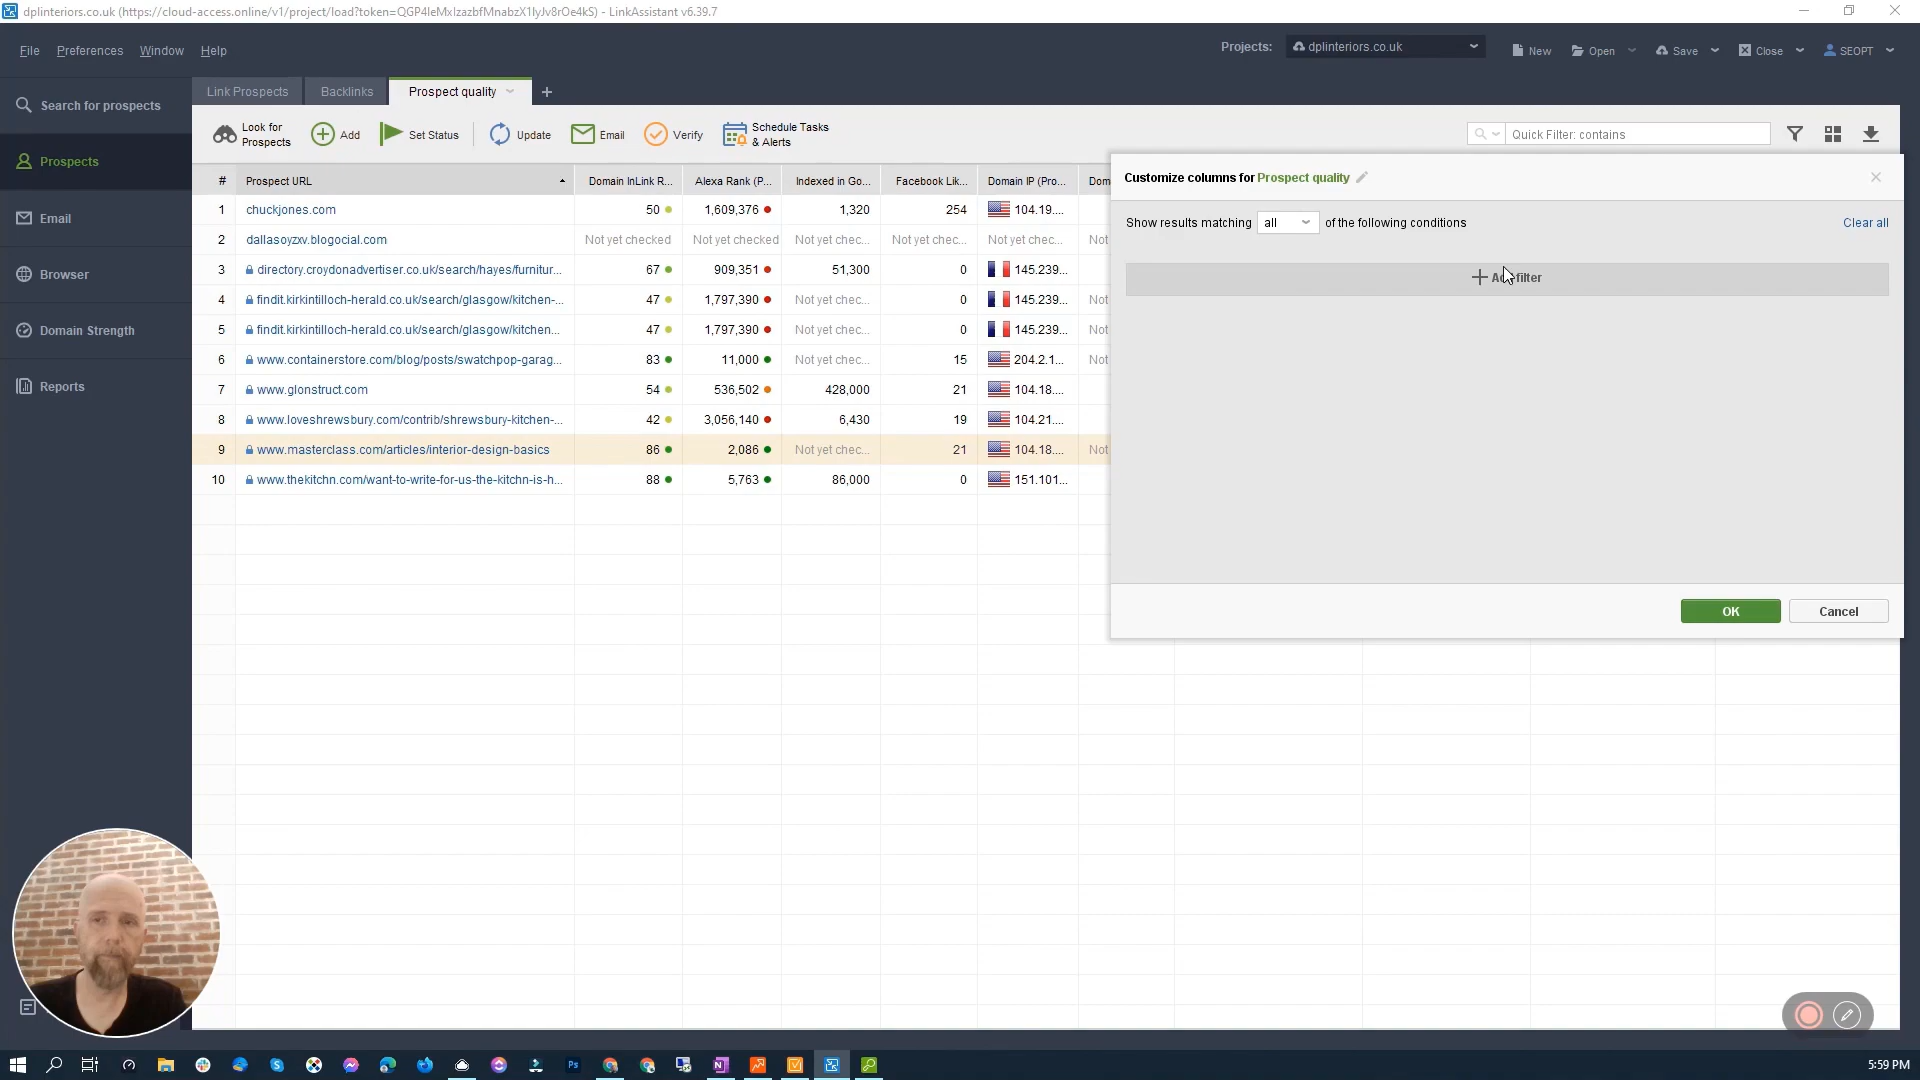 dplinteriors.co.uk (https://cloud-access.online/v1/project/load?token=QGP4leMxIzazbfMnabzX1IyJv8rOe4kS) - LinkAssistant v6.39.7
File Preferences Window Help
Projects: dplinteriors.co.uk New Open Save Close SEOPT
Search for prospects
Prospects
Email
Browser
Domain Strength
Reports
Link Prospects Backlinks Prospect quality
Look for
Prospects
Add
Set Status
Update
Email
Verify
Schedule Tasks
& Alerts
Quick Filter: contains
# Prospect URL Domain InLink R... Alexa Rank (P... Indexed in Go... Facebook Lik... Domain IP (Pro... Dom
1 chuckjones.com 50 1,609,376 1,320 254 104.19....
2 dallasoyzxv.blogocial.com Not yet checked Not yet checked Not yet chec... Not yet chec... Not yet chec... Not
3 directory.croydonadvertiser.co.uk/search/hayes/furnitur... 67 909,351 51,300 0 145.239...
4 findit.kirkintilloch-herald.co.uk/search/glasgow/kitchen-... 47 1,797,390 Not yet chec... 0 145.239... Not
5 findit.kirkintilloch-herald.co.uk/search/glasgow/kitchen... 47 1,797,390 Not yet chec... 0 145.239... Not
6 www.containerstore.com/blog/posts/swatchpop-garag... 83 11,000 Not yet chec... 15 204.2.1... Not
7 www.glonstruct.com 54 536,502 428,000 21 104.18....
8 www.loveshrewsbury.com/contrib/shrewsbury-kitchen-... 42 3,056,140 6,430 19 104.21....
9 www.masterclass.com/articles/interior-design-basics 86 2,086 Not yet chec... 21 104.18.... Not
10 www.thekitchn.com/want-to-write-for-us-the-kitchn-is-h... 88 5,763 86,000 0 151.101...
Customize columns for Prospect quality
Show results matching all of the following conditions Clear all
filter
OK Cancel
Ps
5:59 PM